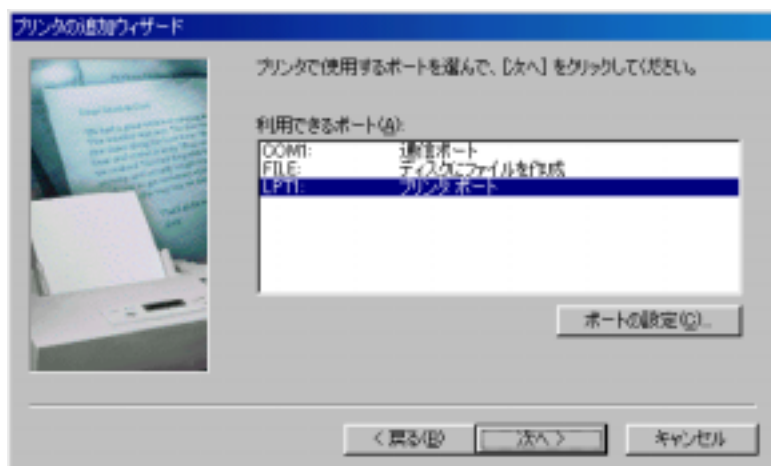 プリンタの追加ウィザード
プリンタで使用するポートを選んで、[次へ] をクリックしてください。
利用できるポート(A):
COM1: 通信ポート
FILE: ディスクにファイルを作成
LPT1: プリンタ ポート
ポートの設定(C)...
< 戻る(B)
次へ >
キャンセル